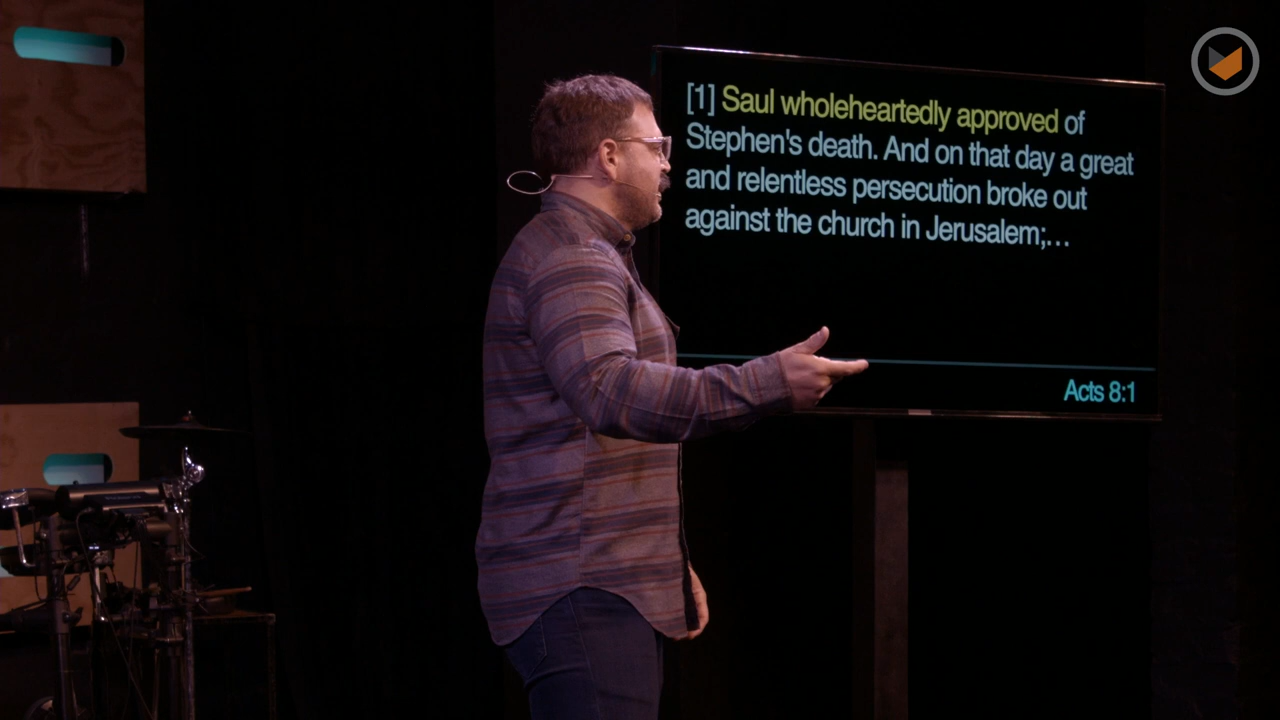 [1] Saul wholeheartedly approved of
Stephen's death. And on that day a great
and relentless persecution broke out
against the church in Jerusalem;...
Acts 8:1